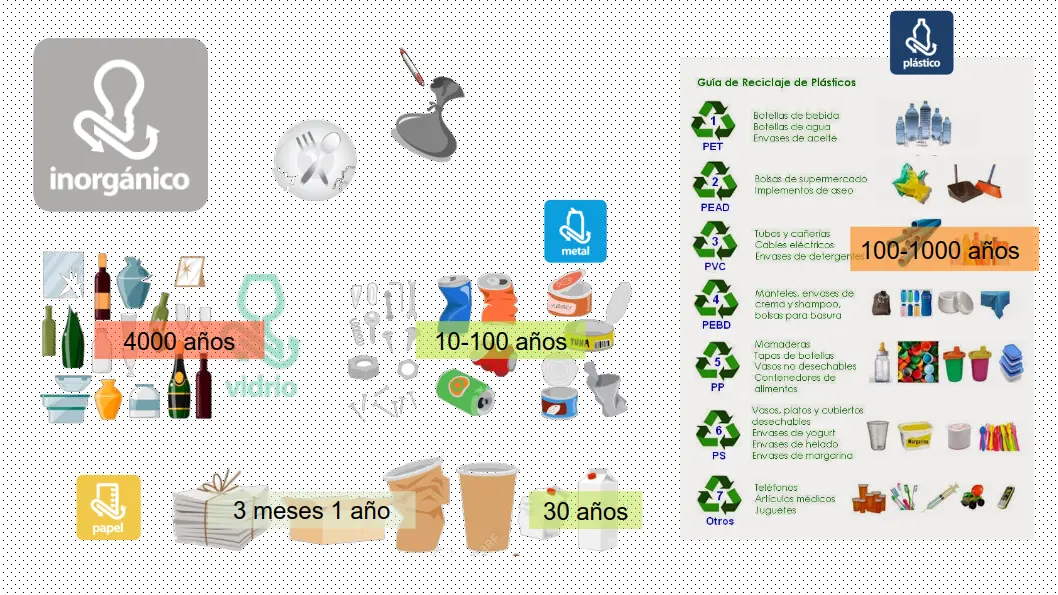 inorgánico
plástico
Guía de Reciclaje de Plásticos
1
PET
Botellas de bebida
Botellas de agua
Envases de aceite
2
PEAD
Bolsas de supermercado
Implementos de aseo
3
PVC
Tubos y cañerías
Cables eléctricos
Envases de detergente
100-1000 años
4
PEBD
Manteles, envases de
crema y shampoo,
bolsas para basura
5
PP
Mamaderas
Tapas de botellas
Vasos no desechables
Contenedores de
alimentos
6
PS
Vasos, platos y cubiertos
desechables
Envases de yogurt
Envases de helado
Envases de margarina
Margarina
7
Otros
Teléfonos
Artículos médicos
Juguetes
metal
4000 años
vidrio
10-100 años
TUNA
papel
3 meses 1 año
30 años